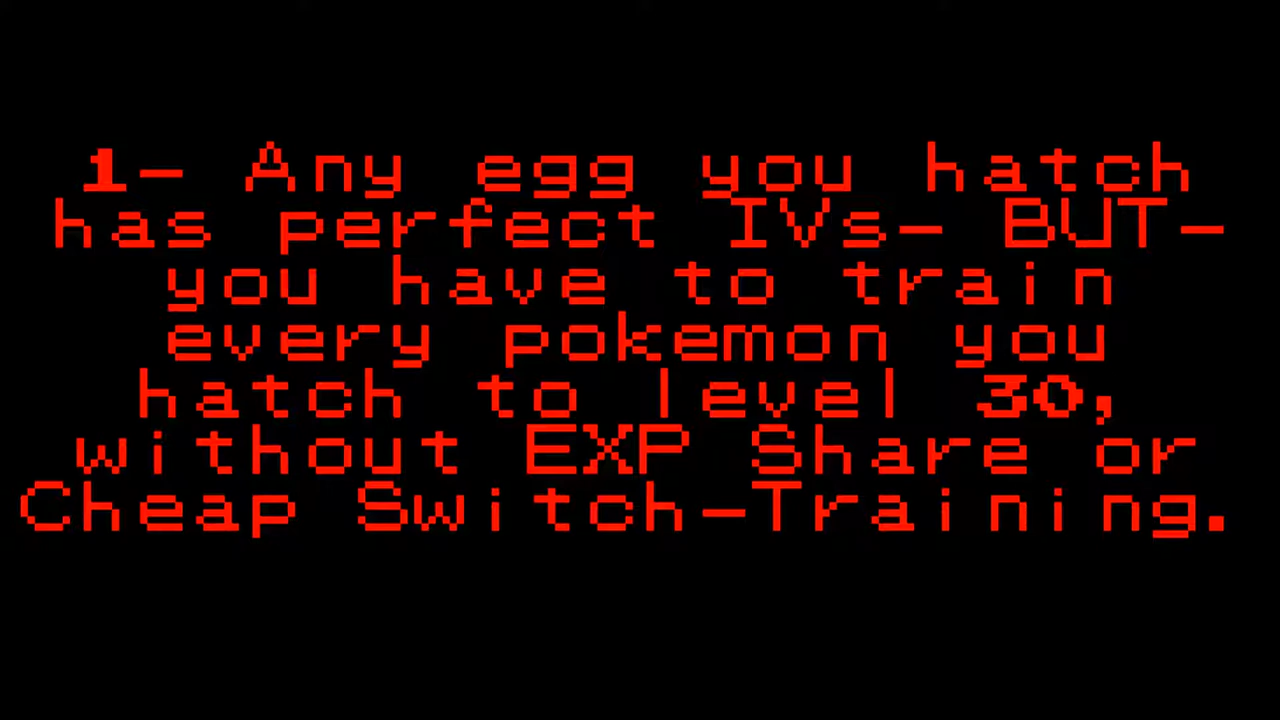 1- Any egg you hatch
has perfect IVs- BUT-
you have to train
every pokemon you
hatch to level 30,
without EXP Share or
Cheap Switch-Training.